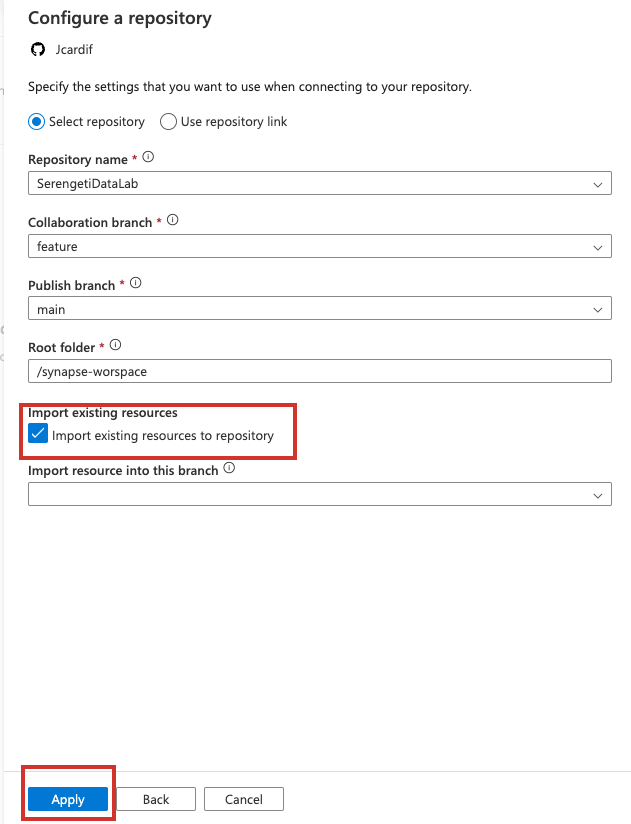 Configure a repository
Jcardif
Specify the settings that you want to use when connecting to your repository.
Select repository Use repository link
Repository name *
SerengetiDataLab
Collaboration branch *
feature
Publish branch *
main
Root folder *
/synapse-worspace
Import existing resources
Import existing resources to repository
Import resource into this branch
Apply Back Cancel